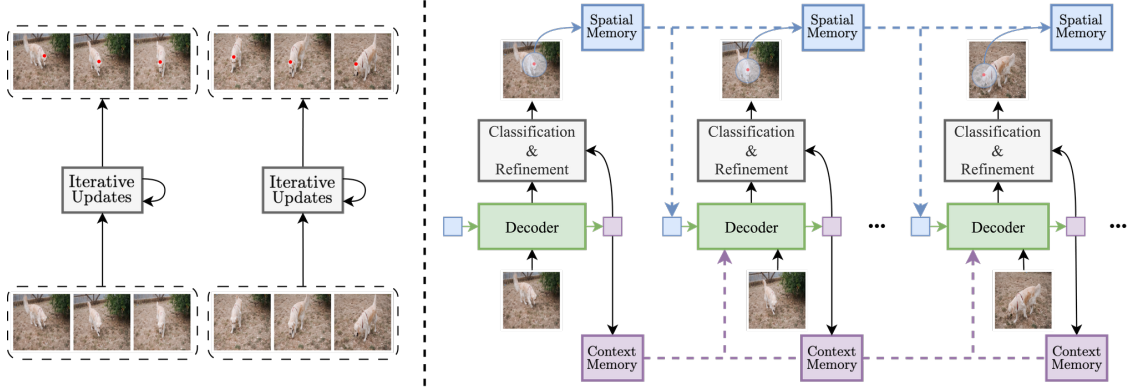 Iterative
Updates
Iterative
Updates
Spatial
Memory
Spatial
Memory
Spatial
Memory
Classification
&
Refinement
Classification
&
Refinement
Classification
&
Refinement
Decoder
Decoder
...
Decoder
...
Context
Memory
Context
Memory
Context
Memory